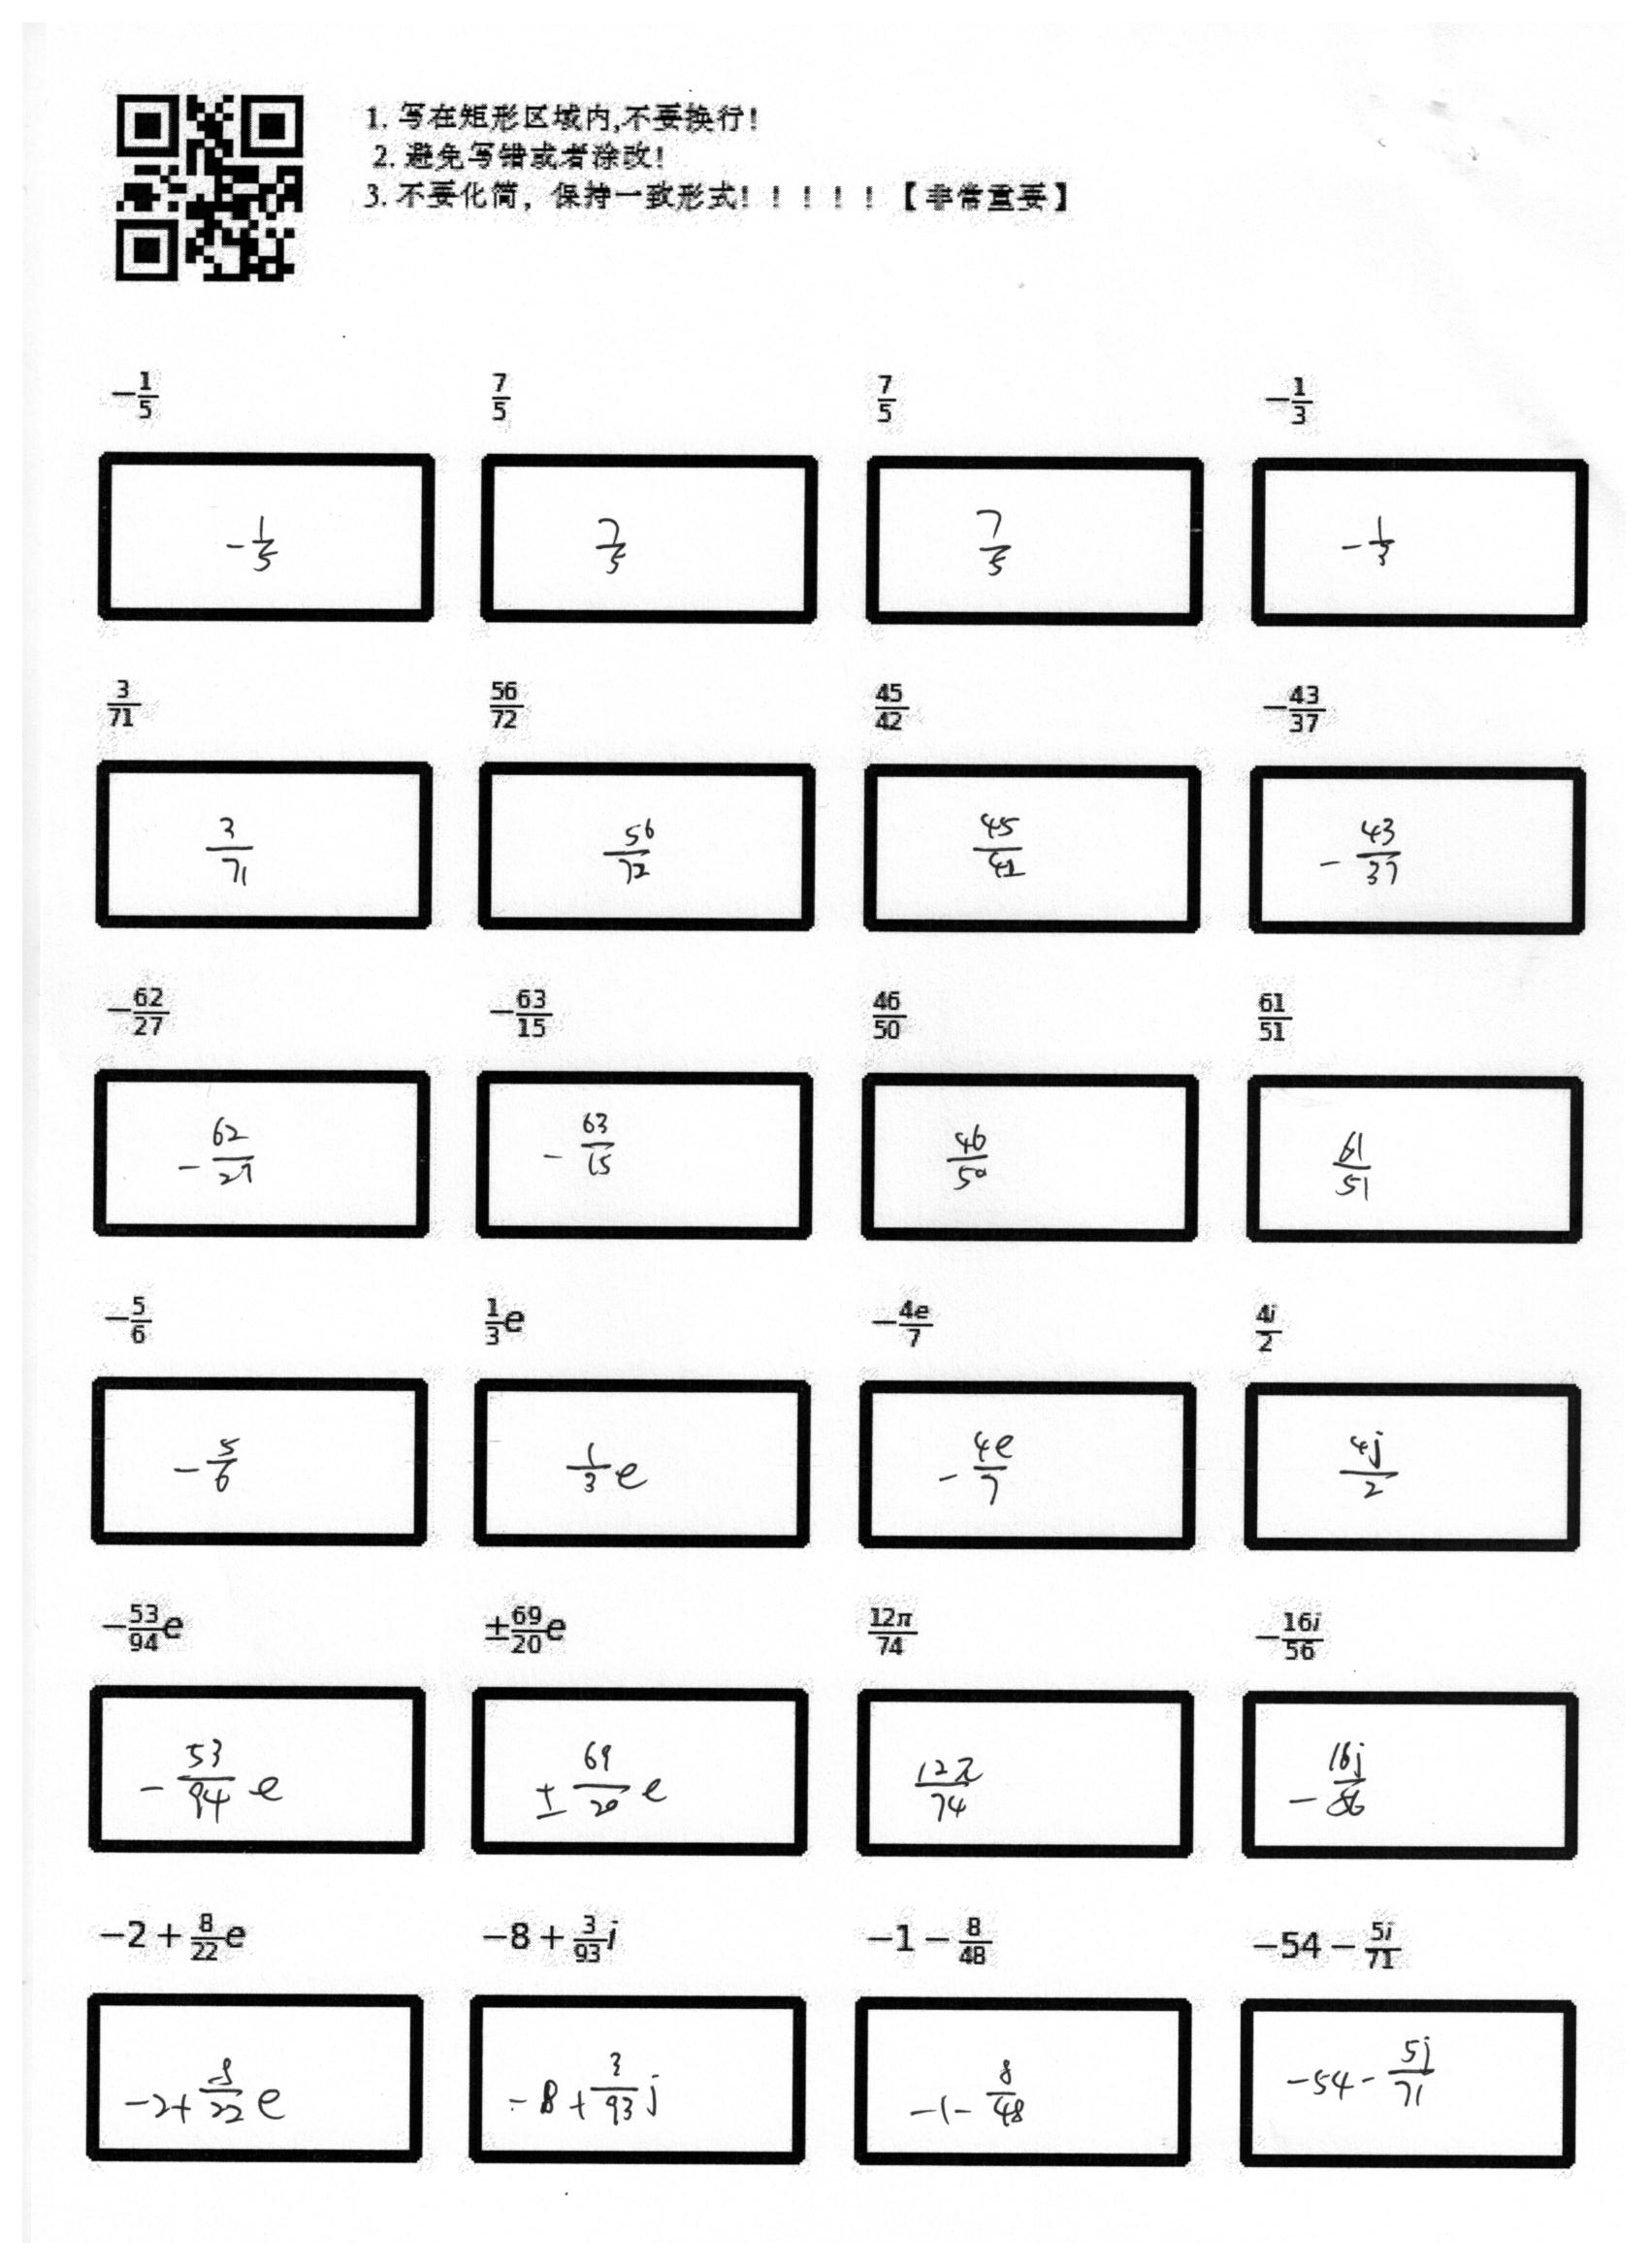 1. 写在矩形区域内,不要换行!
2. 避免写错或者涂改!
3. 不要化简，保持一致形式! ! ! ! ! 【非常重要】
-\frac{1}{5} \frac{7}{5} \frac{7}{5} -\frac{1}{3}
-\frac{1}{5} \frac{7}{5} \frac{7}{5} -\frac{1}{3}
\frac{3}{71} \frac{56}{72} \frac{45}{42} -\frac{43}{37}
\frac{3}{71} \frac{56}{72} \frac{45}{42} -\frac{43}{37}
-\frac{62}{27} -\frac{63}{15} \frac{46}{50} \frac{61}{51}
-\frac{62}{27} -\frac{63}{15} \frac{46}{50} \frac{61}{51}
-\frac{5}{6} \frac{1}{3}e -\frac{4e}{7} \frac{4i}{2}
-\frac{5}{6} \frac{1}{3}e -\frac{4e}{7} \frac{4j}{2}
-\frac{53}{94}e ±\frac{69}{20}e \frac{12π}{74} -\frac{16i}{56}
-\frac{53}{94}e ±\frac{69}{20}e \frac{12π}{74} -\frac{16j}{56}
-2+\frac{8}{22}e -8+\frac{3}{93}i -1-\frac{8}{48} -54-\frac{5i}{71}
-2+\frac{8}{22}e -8+\frac{3}{93}j -1-\frac{8}{48} -54-\frac{5j}{71}